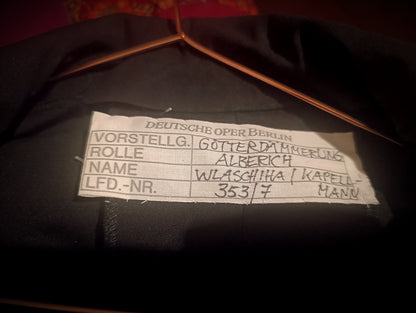 DEUTSCHE OPER BERLIN
VORSTELLG. GÖTTERDÄMMERUNG
ROLLE ALBERICH
NAME WLASCHIHA / KAPELL-
MANN
LFD.-NR. 353/7